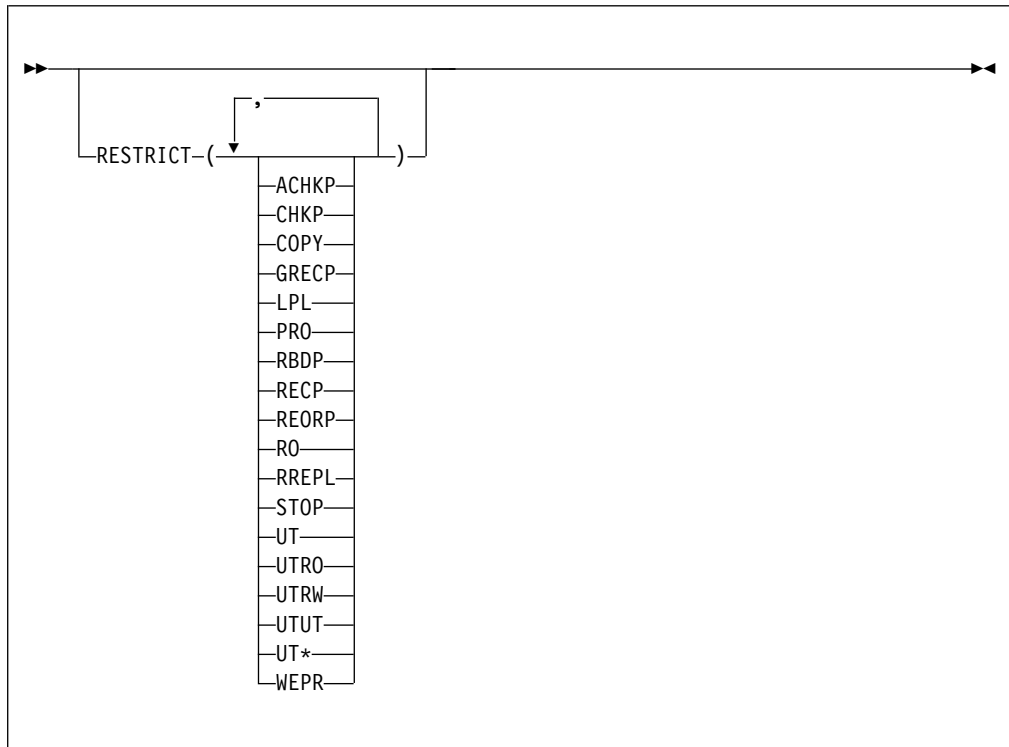 ,
RESTRICT ( )
ACHKP
CHKP
COPY
GRECP
LPL
PRO
RBDP
RECP
REORP
RO
RREPL
STOP
UT
UTRO
UTRW
UTUT
UT*
WEPR